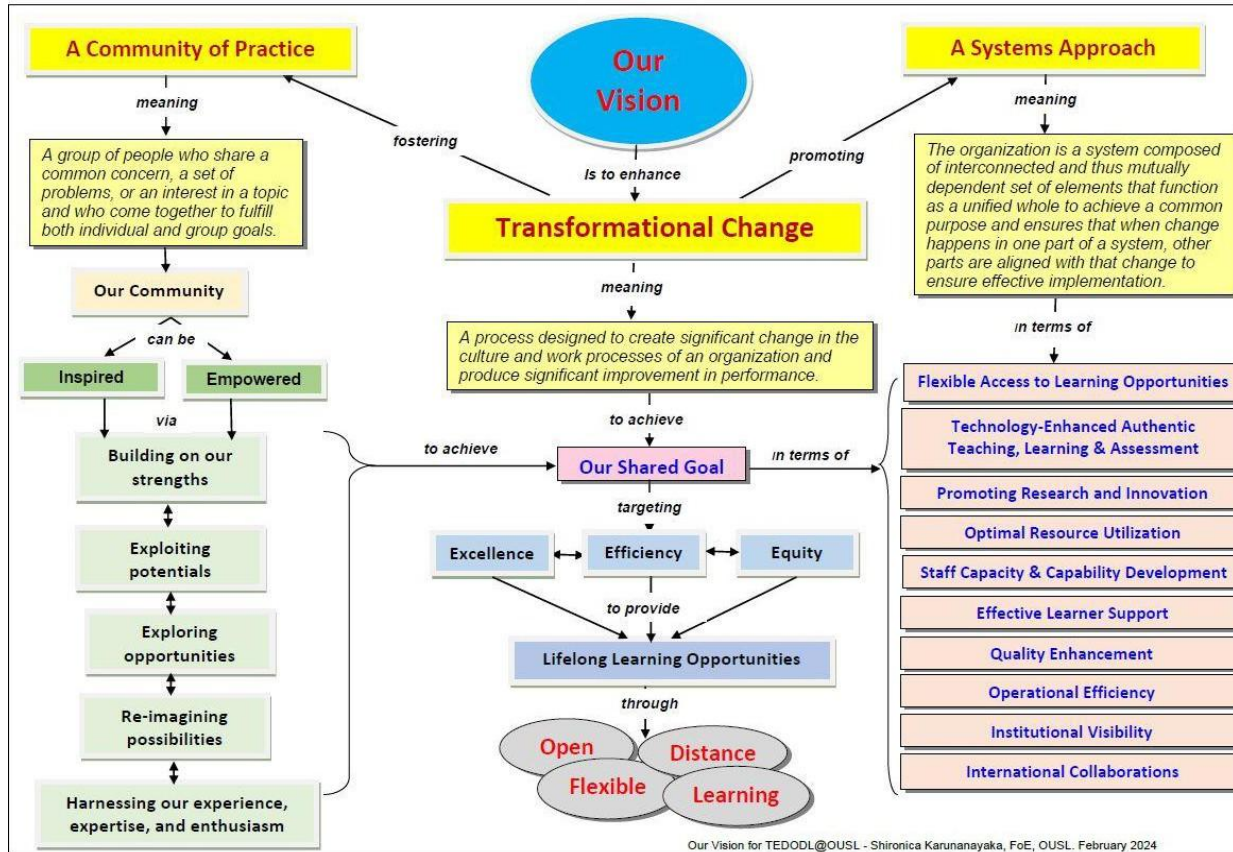 Our
Vision
Is to enhance
Transformational Change
fostering
promoting
A Community of Practice
meaning
A group of people who share a
common concern, a set of
problems, or an interest in a topic
and who come together to fulfill
both individual and group goals.
Our Community
can be
Inspired
Empowered
via
Building on our
strengths
Exploiting
potentials
Exploring
opportunities
Re-imagining
possibilities
Harnessing our experience,
expertise, and enthusiasm
to achieve
meaning
A process designed to create significant change in the
culture and work processes of an organization and
produce significant improvement in performance.
to achieve
Our Shared Goal
targeting
Excellence
Efficiency
Equity
to provide
Lifelong Learning Opportunities
through
Open
Distance
Flexible
Learning
in terms of
A Systems Approach
meaning
The organization is a system composed
of interconnected and thus mutually
dependent set of elements that function
as a unified whole to achieve a common
purpose and ensures that when change
happens in one part of a system, other
parts are aligned with that change to
ensure effective implementation.
in terms of
Flexible Access to Learning Opportunities
Technology-Enhanced Authentic
Teaching, Learning & Assessment
Promoting Research and Innovation
Optimal Resource Utilization
Staff Capacity & Capability Development
Effective Learner Support
Quality Enhancement
Operational Efficiency
Institutional Visibility
International Collaborations
Our Vision for TEDODL@OUSL - Shironica Karunanayaka, FoE, OUSL. February 2024